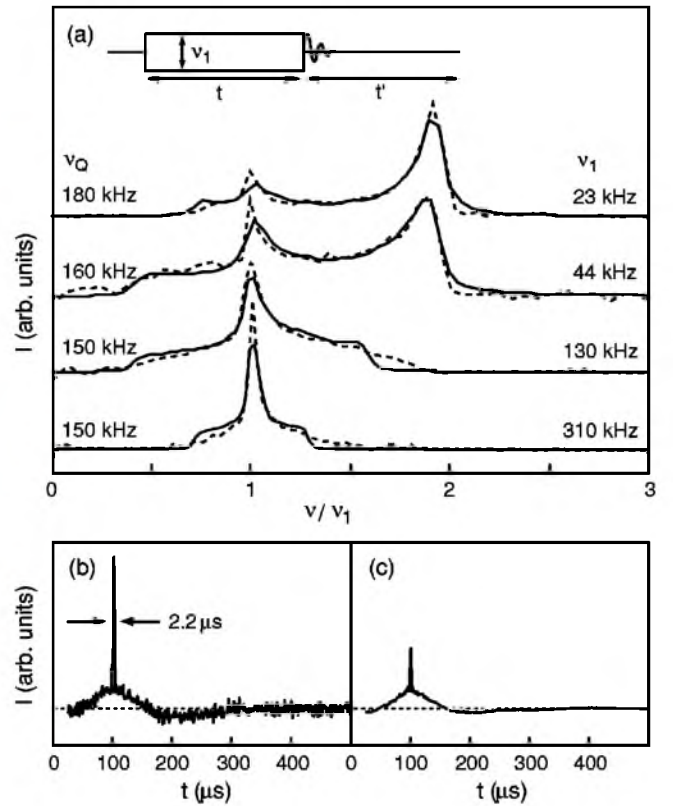 (a)
ν₁
t
t'
ν_Q
ν₁
180 kHz
23 kHz
160 kHz
44 kHz
150 kHz
130 kHz
150 kHz
310 kHz
I (arb. units)
0 1 2 3
ν/ν₁
(b)
(c)
2.2 μs
I (arb. units)
0 100 200 300 400 0 100 200 300 400
t (μs) t (μs)